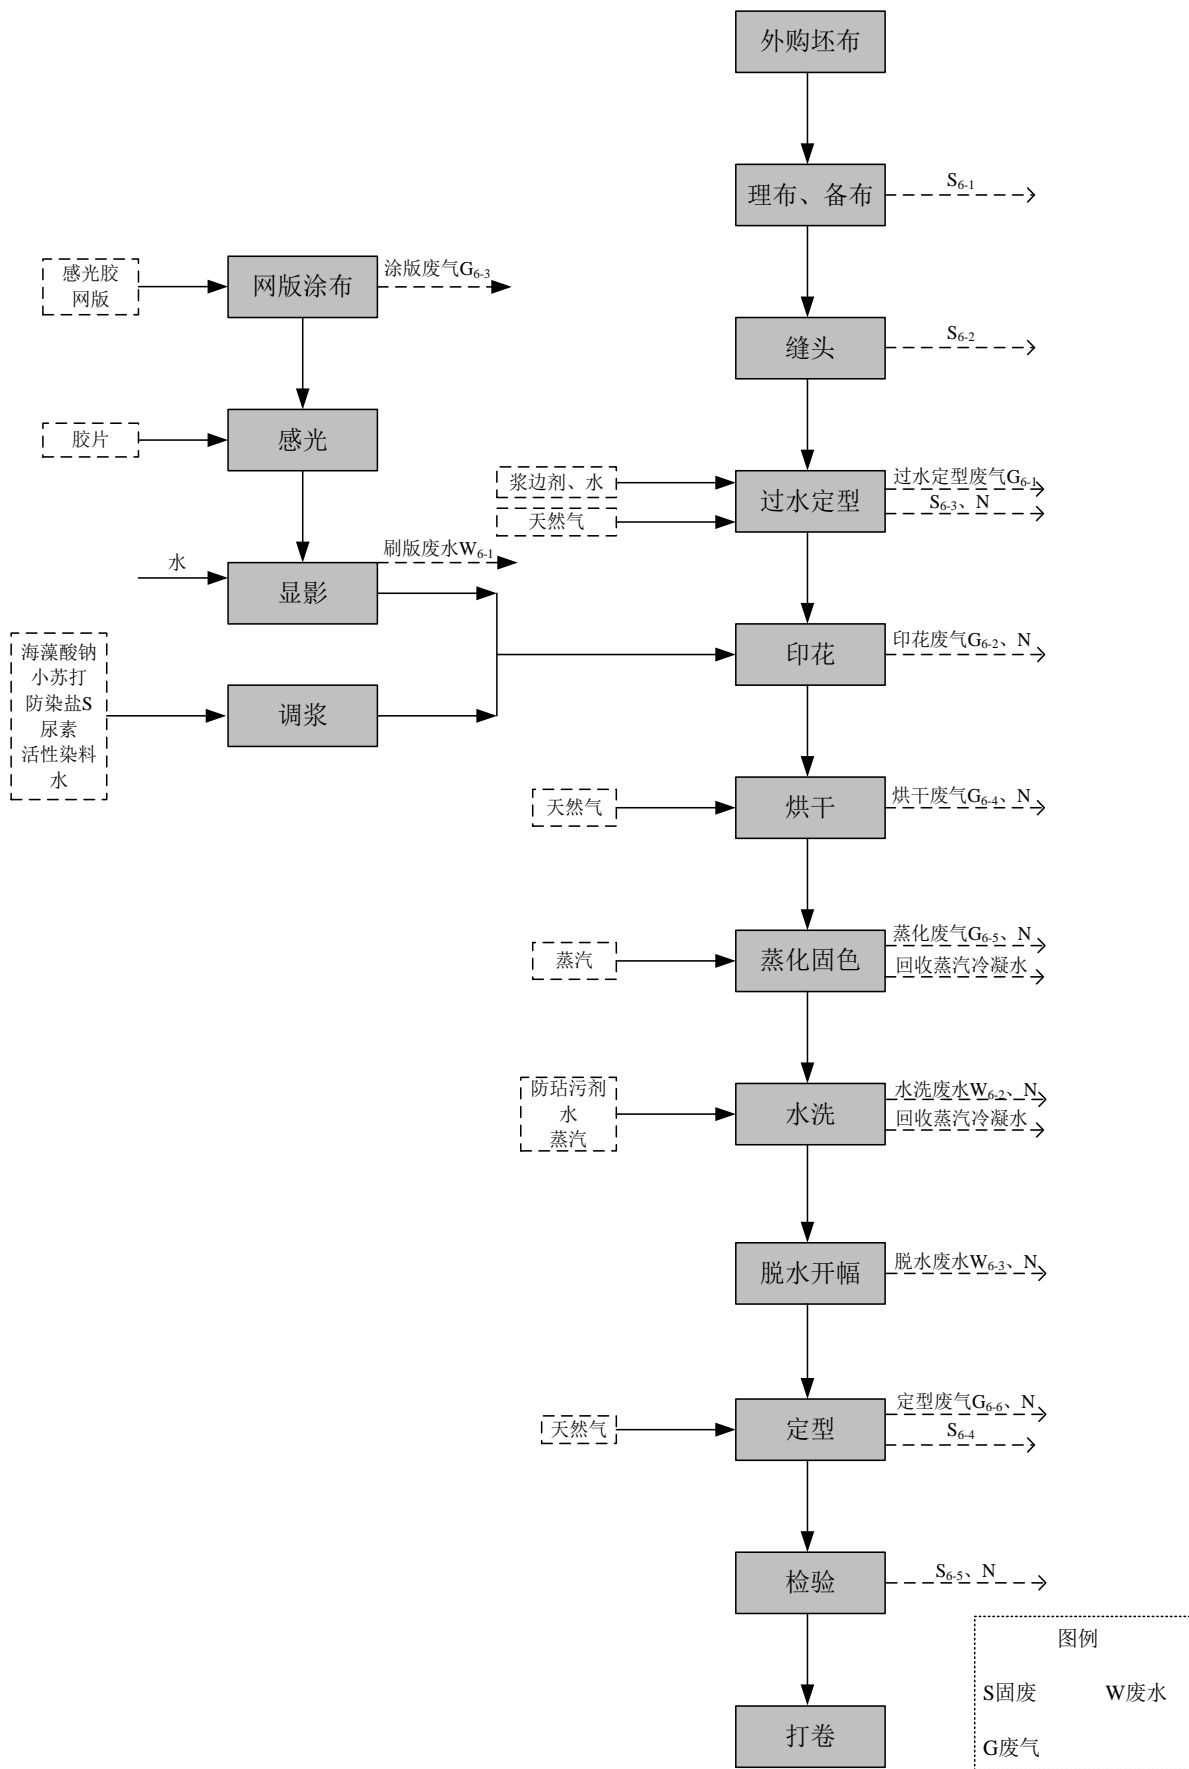 外购坯布
理布、备布
S6-1
感光胶
网版
网版涂布
涂版废气G6-3
缝头
S6-2
胶片
感光
浆边剂、水
天然气
过水定型
过水定型废气G6-1
S6-3、N
水
显影
刷版废水W6-1
海藻酸钠
小苏打
防染盐S
尿素
活性染料
水
调浆
印花
印花废气G6-2、N
天然气
烘干
烘干废气G6-4、N
蒸汽
蒸化固色
蒸化废气G6-5、N
回收蒸汽冷凝水
防玷污剂
水
蒸汽
水洗
水洗废水W6-2、N
回收蒸汽冷凝水
脱水开幅
脱水废水W6-3、N
天然气
定型
定型废气G6-6、N
S6-4
检验
S6-5、N
打卷
图例
S固废 W废水
G废气